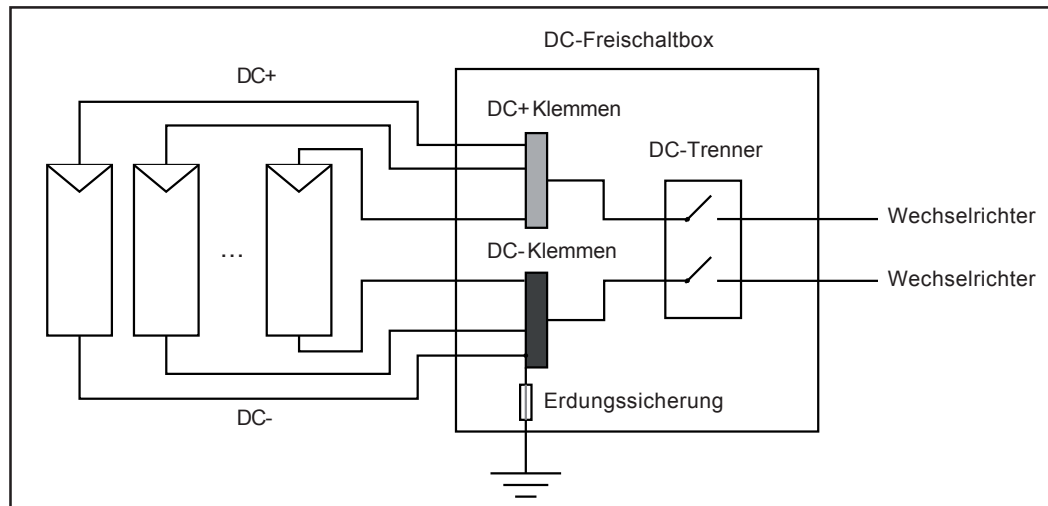 DC-Freischaltbox
DC+
DC+ Klemmen
DC-Trenner
Wechselrichter
...
DC- Klemmen
Wechselrichter
Erdungssicherung
DC-